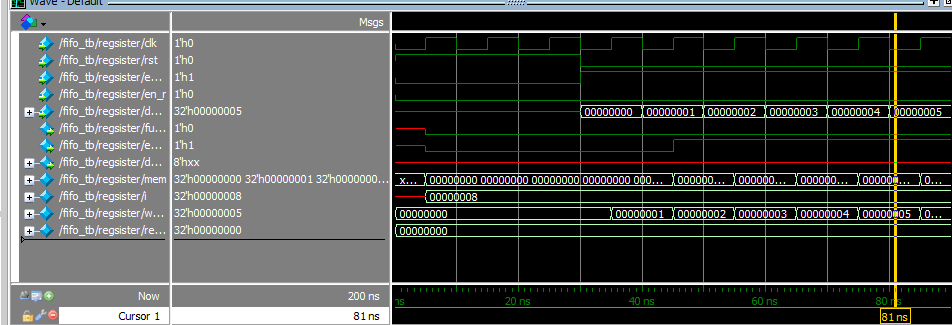 Wave - Default
Msgs
/fifo_tb/regsister/clk 1'h0
/fifo_tb/regsister/rst 1'h0
/fifo_tb/regsister/e... 1'h1
/fifo_tb/regsister/en_r 1'h0
/fifo_tb/regsister/d... 32'h00000005 00000000 00000001 00000002 00000003 00000004 00000005
/fifo_tb/regsister/fu... 1'h0
/fifo_tb/regsister/e... 1'h1
/fifo_tb/regsister/d... 8'hxx
/fifo_tb/regsister/mem 32'h00000000 32'h00000001 32'h0000000... x... 00000000 00000000 00000000 00000000 000... 000000... 000000... 000000... 000000... 0...
/fifo_tb/regsister/i 32'h00000008 00000008
/fifo_tb/regsister/w... 32'h00000005 00000000 00000001 00000002 00000003 00000004 00000005 0...
/fifo_tb/regsister/re... 32'h00000000 00000000
Now 200 ns ns 20 ns 40 ns 60 ns 80 ns
Cursor 1 81 ns 81 ns